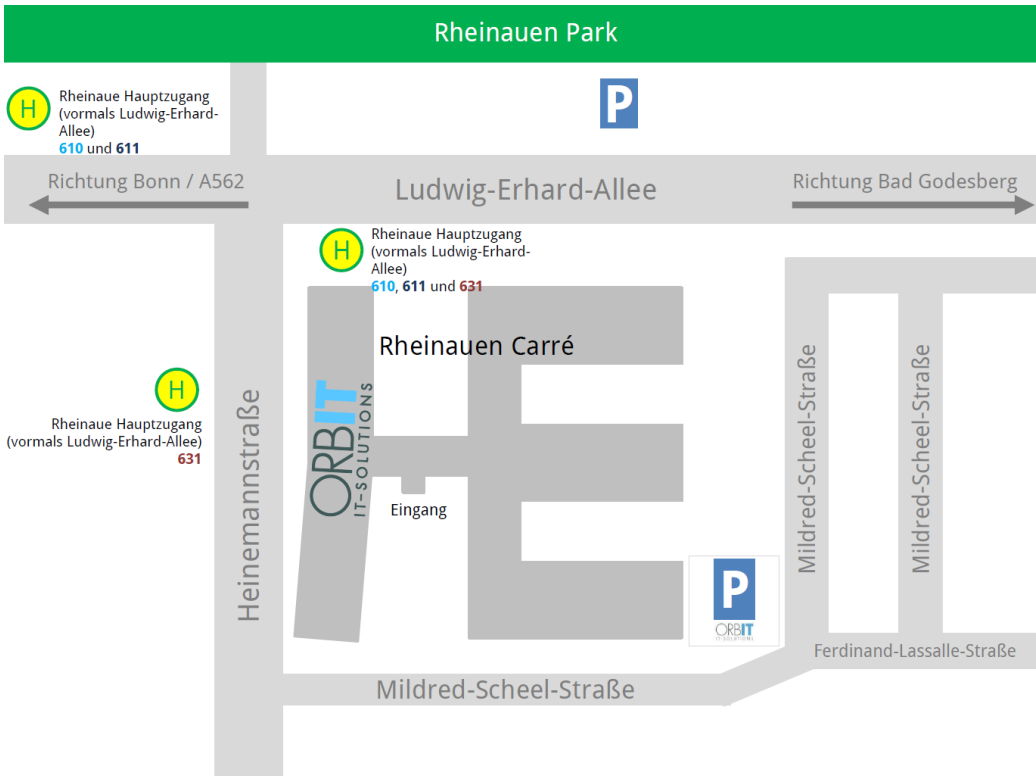 Rheinauen Park
P
H
Rheinaue Hauptzugang
(vormals Ludwig-Erhard-
Allee)
610 und 611
Richtung Bonn / A562
Ludwig-Erhard-Allee
Richtung Bad Godesberg
H
Rheinaue Hauptzugang
(vormals Ludwig-Erhard-
Allee)
610, 611 und 631
Rheinauen Carré
H
Rheinaue Hauptzugang
(vormals Ludwig-Erhard-Allee)
631
Heinemannstraße
ORBIT
IT-SOLUTIONS
Eingang
Mildred-Scheel-Straße
Mildred-Scheel-Straße
P
ORBIT
IT-SOLUTIONS
Ferdinand-Lassalle-Straße
Mildred-Scheel-Straße